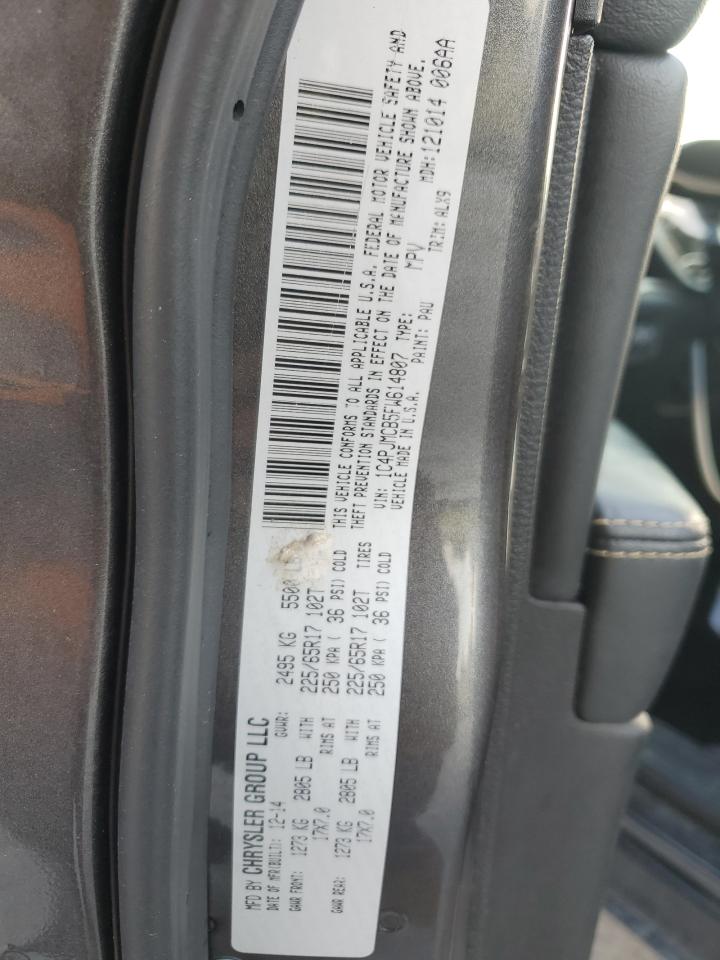 MFD BY CHRYSLER GROUP LLC
DATE OF MFR(BUILT): 12-14 GVWR: 2495 KG 5500 LB
GAWR FRONT: 1273 KG 2805 LB WITH 225/65R17 102T
17X7.0 RIMS AT 250 KPA ( 36 PSI) COLD
GAWR REAR: 1273 KG 2805 LB WITH 225/65R17 102T TIRES
17X7.0 RIMS AT 250 KPA ( 36 PSI) COLD
THIS VEHICLE CONFORMS TO ALL APPLICABLE U.S.A. FEDERAL MOTOR VEHICLE SAFETY AND
THEFT PREVENTION STANDARDS IN EFFECT ON THE DATE OF MANUFACTURE SHOWN ABOVE.
VIN: 1C4PJMCB5FW614807 TYPE: MPV MDH: 121014 0064A
VEHICLE MADE IN U.S.A. PAINT: PAU TRIM: ALX9